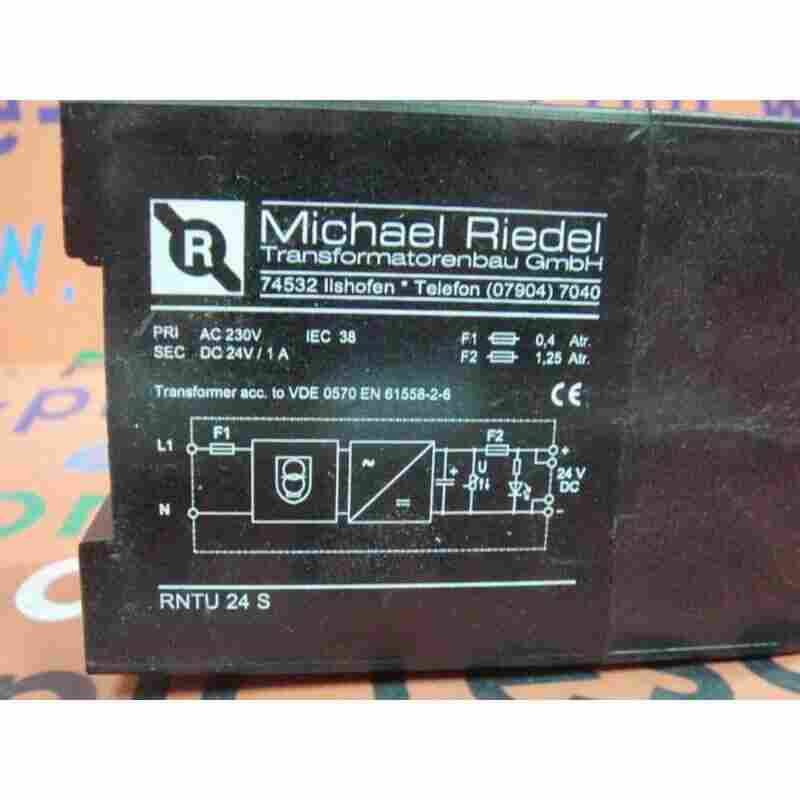 R
Michael Riedel
Transformatorenbau GmbH
74532 Ilshofen * Telefon (07904) 7040
PRI AC 230V IEC 38 F1 0,4 Atr.
SEC DC 24V / 1 A F2 1,25 Atr.
Transformer acc. to VDE 0570 EN 61558-2-6 CE
L1 F1 F2 +
~ = + U 24 V
DC
N -
RNTU 24 S